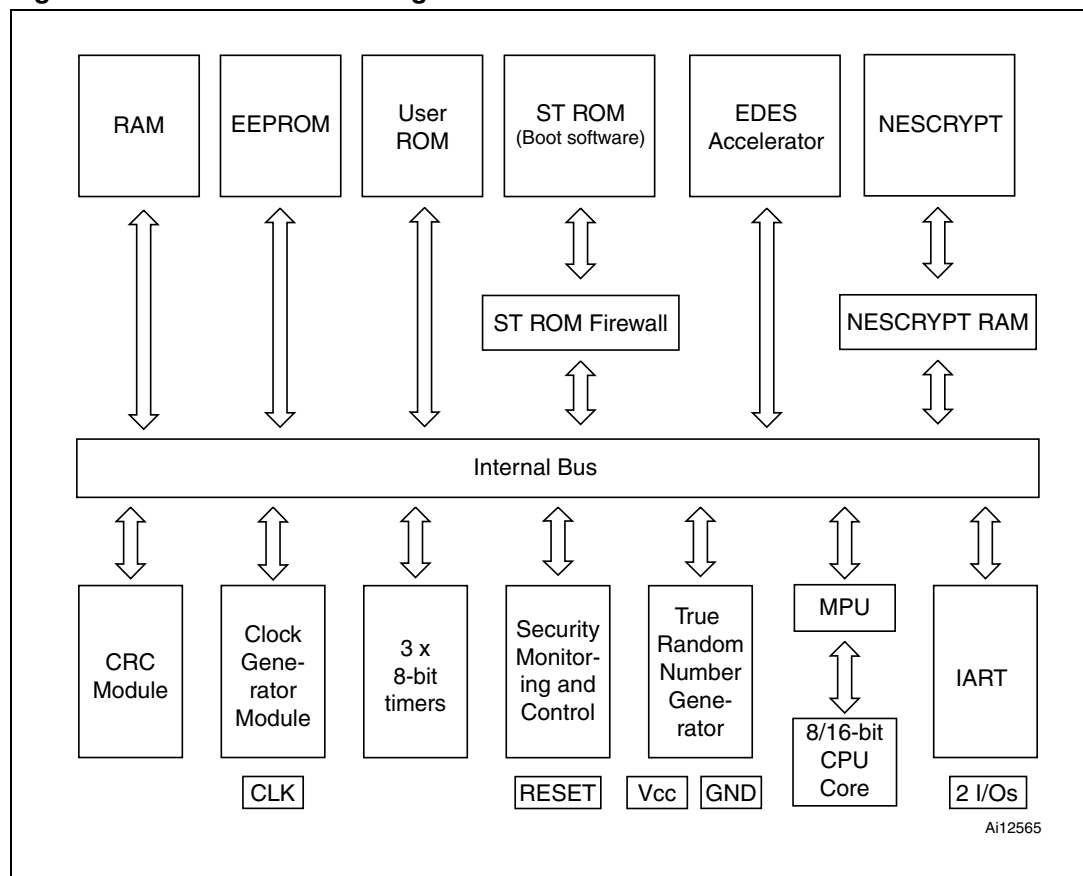 RAM
EEPROM
User
ROM
ST ROM
(Boot software)
EDES
Accelerator
NESCRYPT
ST ROM Firewall
NESCRYPT RAM
Internal Bus
CRC
Module
Clock
Gene-
rator
Module
3 x
8-bit
timers
Security
Monitor-
ing and
Control
True
Random
Number
Gene-
rator
MPU
8/16-bit
CPU
Core
IART
CLK
RESET
Vcc
GND
2 I/Os
Ai12565